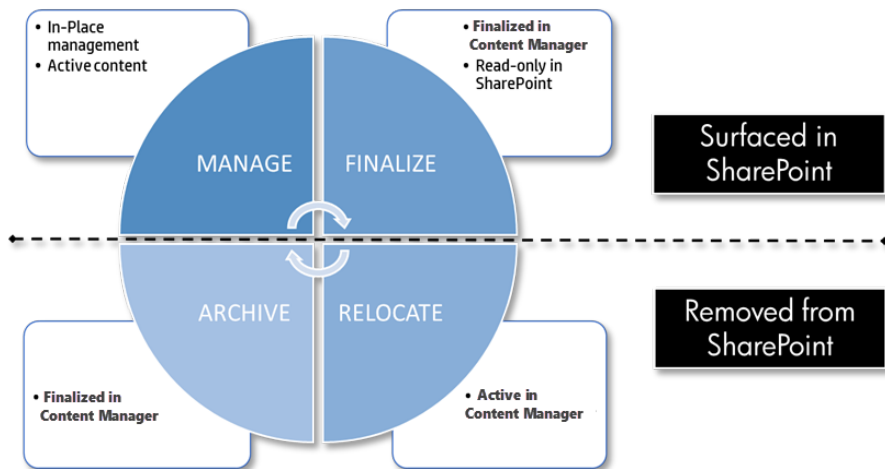 • In-Place
management
• Active content
• Finalized in
Content Manager
• Read-only in
SharePoint
MANAGE
FINALIZE
Surfaced in
SharePoint
ARCHIVE
RELOCATE
Removed from
SharePoint
• Finalized in
Content Manager
• Active in
Content Manager